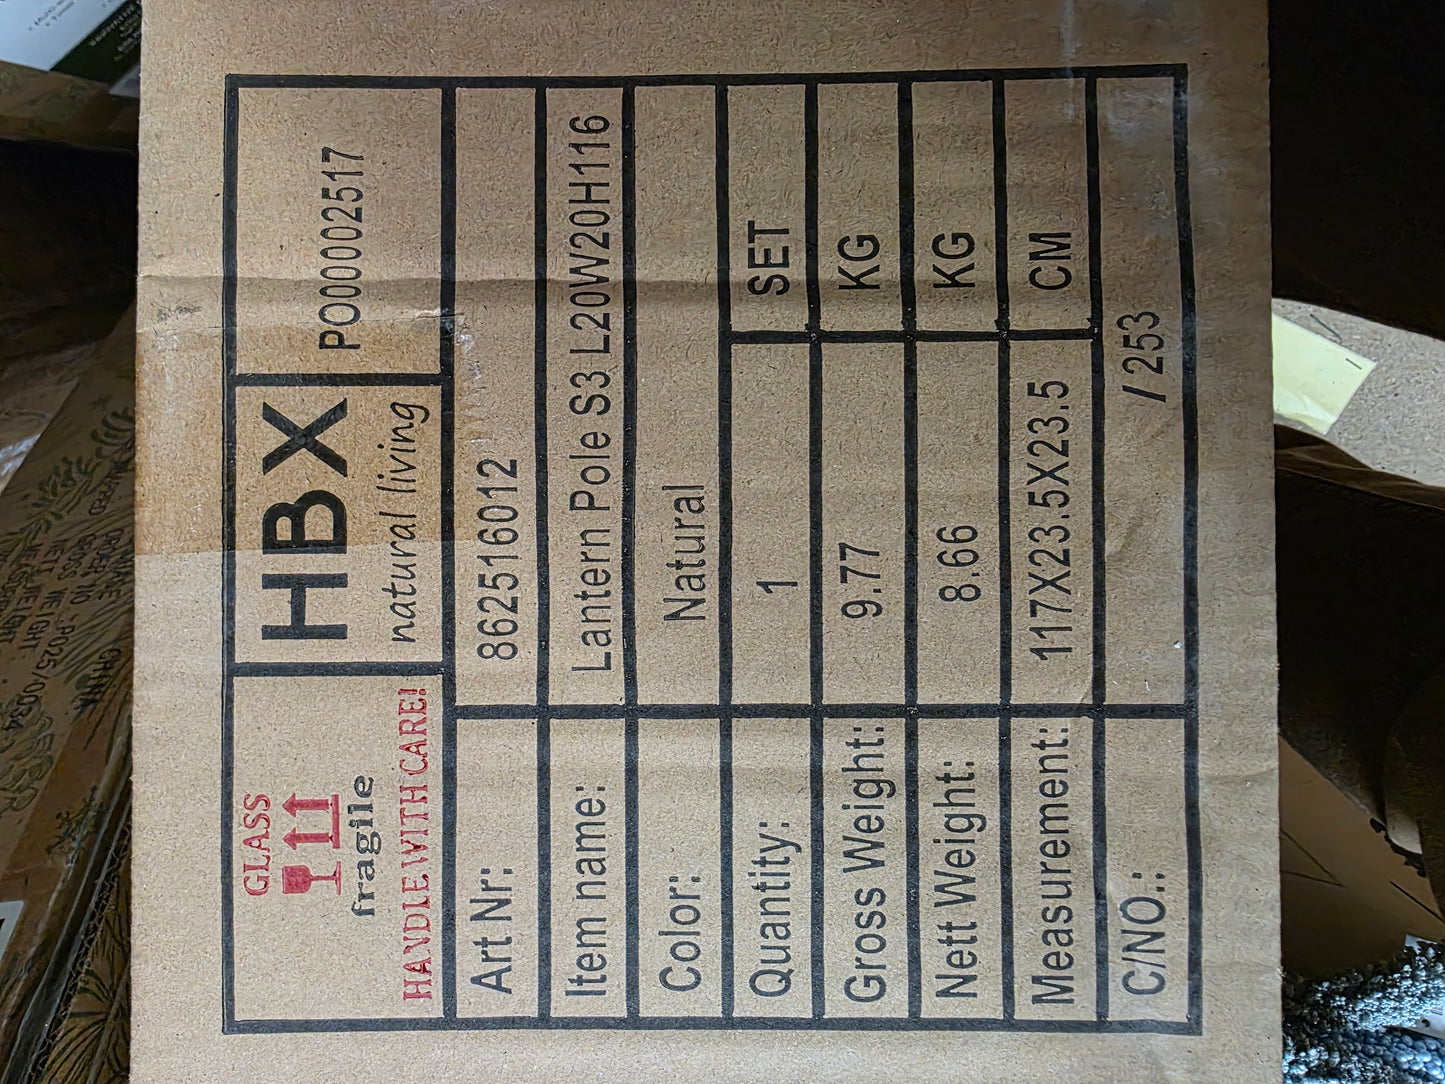 GLASS
fragile
HANDLE WITH CARE!
HBX
natural living
PO00002517
Art Nr: 862516012
Item name: Lantern Pole S3 L20W20H116
Color: Natural
Quantity: 1 SET
Gross Weight: 9.77 KG
Nett Weight: 8.66 KG
Measurement: 117X23.5X23.5 CM
C/NO.: / 253